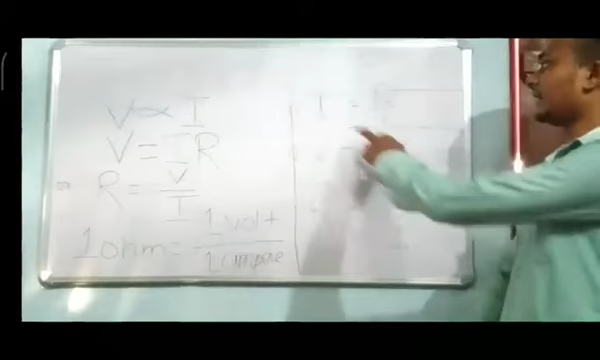 V ∝ I
V = IR
⇒ R = V/I
1 ohm = 1 volt/1 ampere
I =